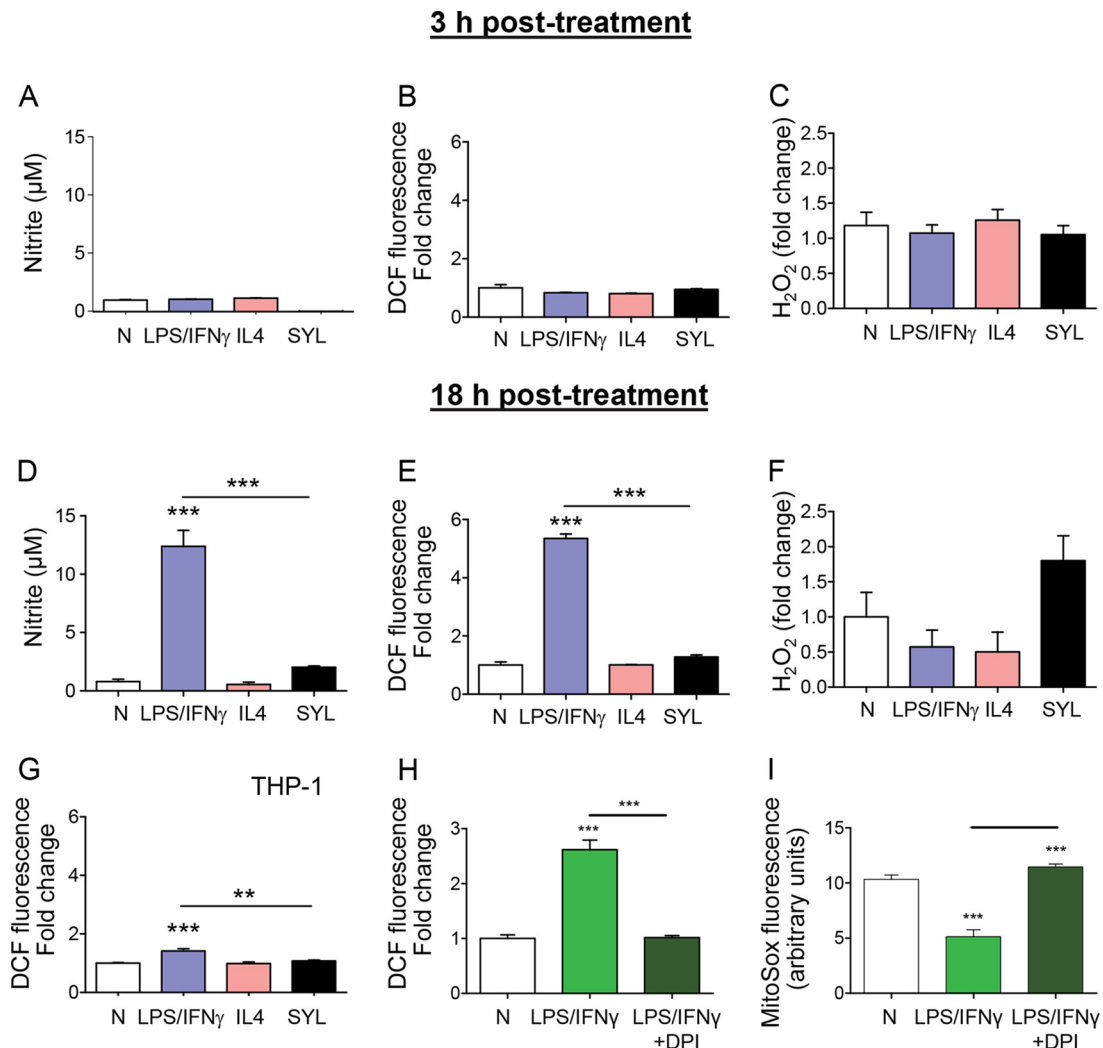 3 h post-treatment
A
Nitrite (µM)
15
10
5
0
N LPS/IFNγ IL4 SYL
B
DCF fluorescence
Fold change
6
4
2
0
N LPS/IFNγ IL4 SYL
C
H2O2 (fold change)
2.5
2.0
1.5
1.0
0.5
0.0
N LPS/IFNγ IL4 SYL
18 h post-treatment
D
Nitrite (µM)
15
10
5
0
***
***
N LPS/IFNγ IL4 SYL
E
DCF fluorescence
Fold change
6
4
2
0
***
***
N LPS/IFNγ IL4 SYL
F
H2O2 (fold change)
2.5
2.0
1.5
1.0
0.5
0.0
N LPS/IFNγ IL4 SYL
G
THP-1
DCF fluorescence
Fold change
6
4
2
0
**
***
N LPS/IFNγ IL4 SYL
H
DCF fluorescence
Fold change
3
2
1
0
***
***
N LPS/IFNγ LPS/IFNγ
+DPI
I
MitoSox fluorescence
(arbitrary units)
15
10
5
0
***
***
N LPS/IFNγ LPS/IFNγ
+DPI